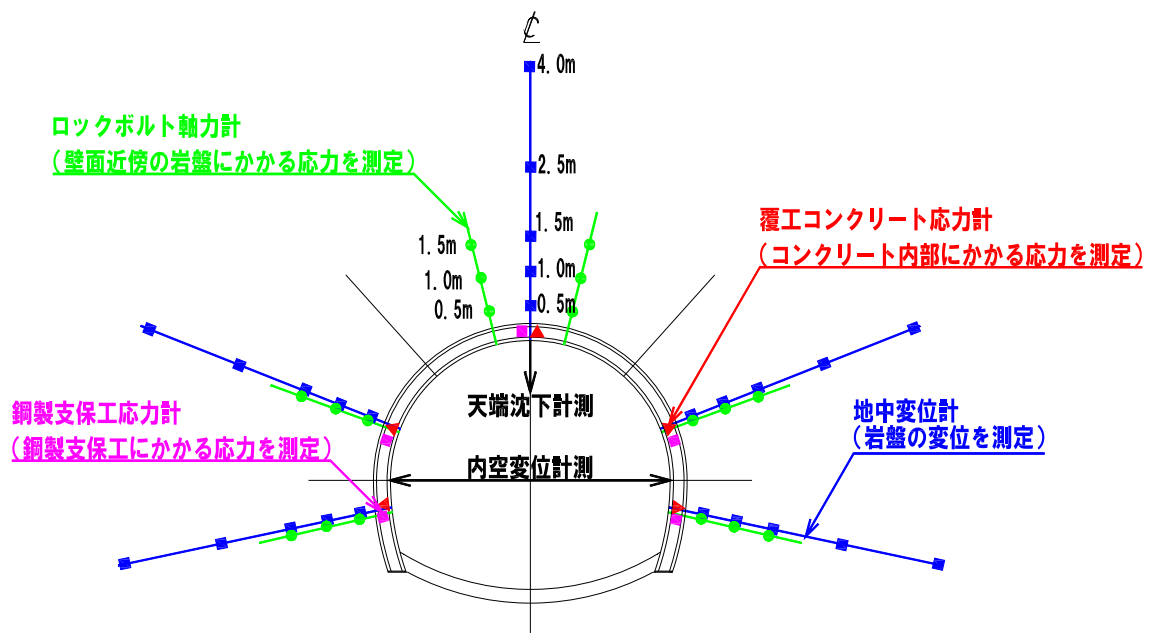 ℄
4.0m
ロックボルト軸力計
(壁面近傍の岩盤にかかる応力を測定)
2.5m
1.5m
1.5m
1.0m
1.0m
0.5m
0.5m
覆工コンクリート応力計
(コンクリート内部にかかる応力を測定)
天端沈下計測
鋼製支保工応力計
(鋼製支保工にかかる応力を測定)
地中変位計
(岩盤の変位を測定)
内空変位計測